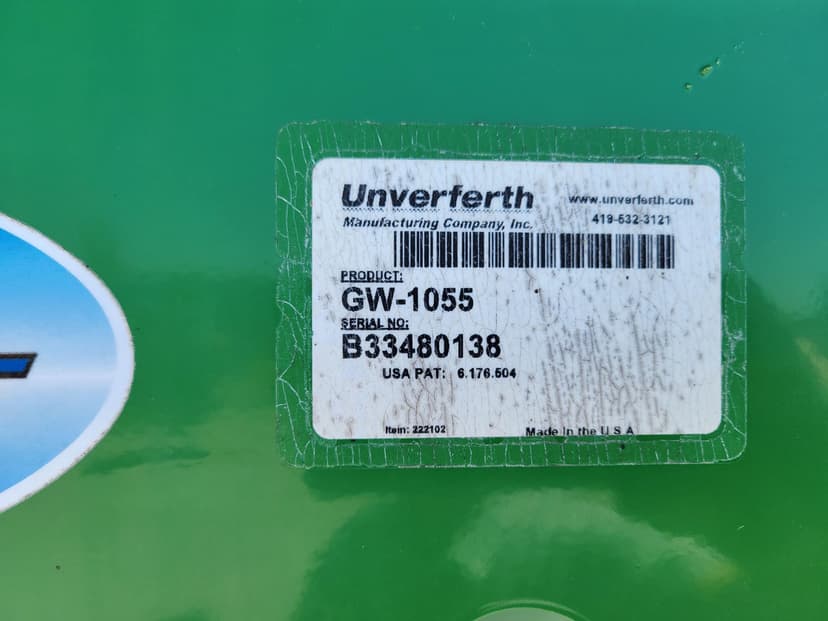 Unverferth
www.unverferth.com
Manufacturing Company, Inc.
419-532-3121
PRODUCT:
GW-1055
SERIAL NO:
B33480138
USA PAT: 6.176.504
Item: 222102
Made in the U S A